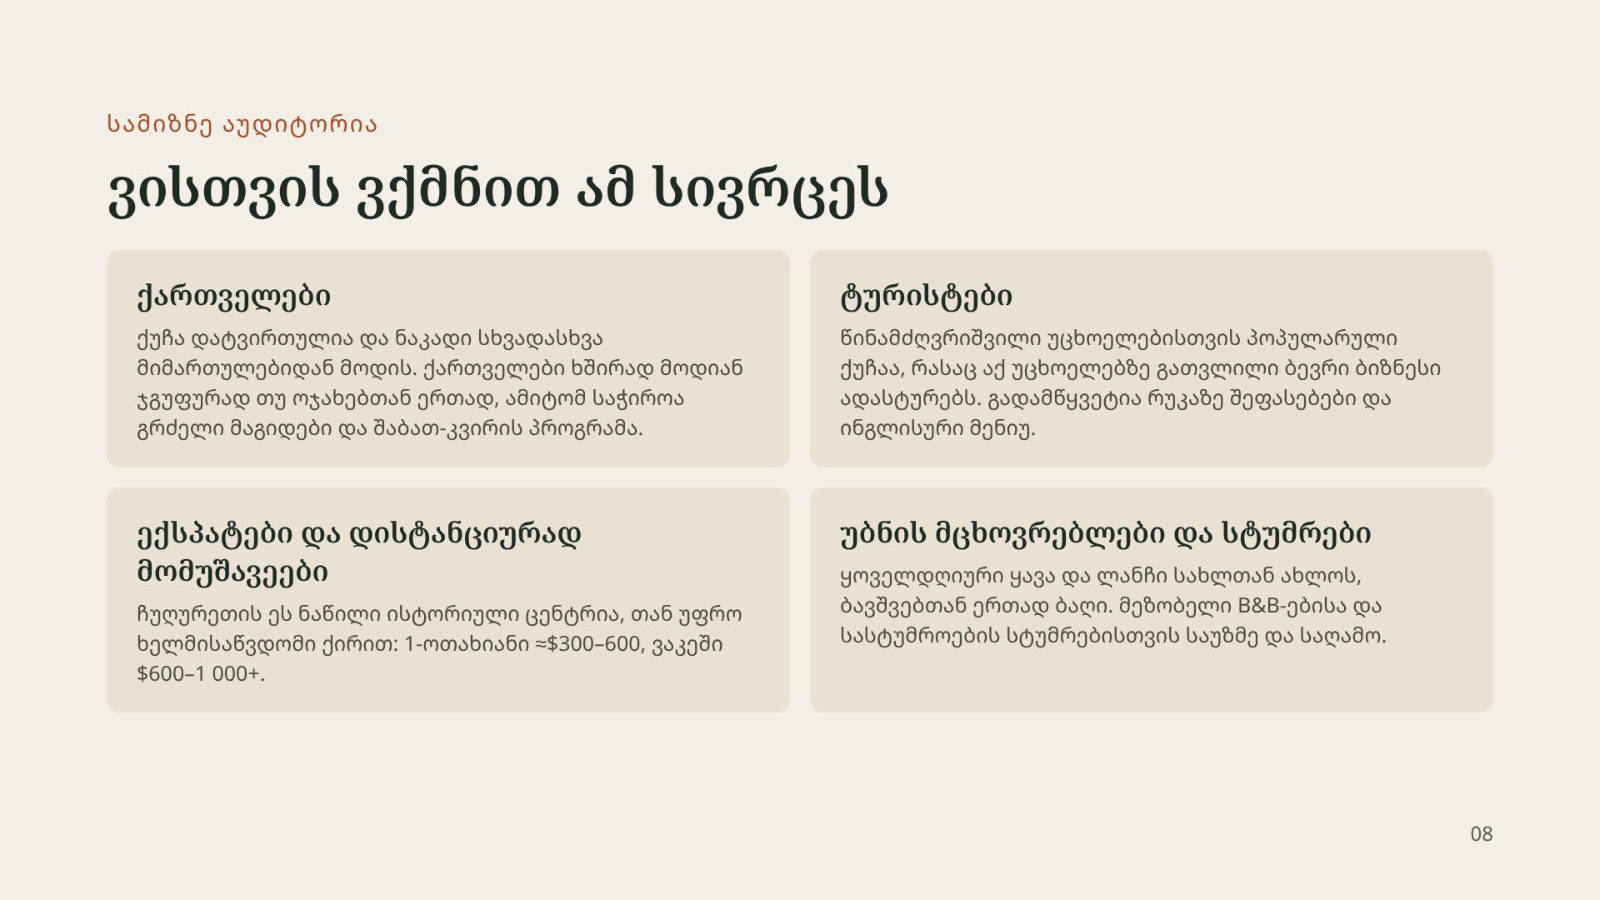 სამიზნე აუდიტორია
ვისთვის ვქმნით ამ სივრცეს
ქართველები
ქუჩა დატვირთულია და ნაკადი სხვადასხვა
მიმართულებიდან მოდის. ქართველები ხშირად მოდიან
ჯგუფურად თუ ოჯახებთან ერთად, ამიტომ საჭიროა
გრძელი მაგიდები და შაბათ-კვირის პროგრამა.
ტურისტები
წინამძღვრიშვილი უცხოელებისთვის პოპულარული
ქუჩაა, რასაც აქ უცხოელებზე გათვლილი ბევრი ბიზნესი
ადასტურებს. გადამწყვეტია რუკაზე შეფასებები და
ინგლისური მენიუ.
ექსპატები და დისტანციურად
მომუშავეები
ჩუღურეთის ეს ნაწილი ისტორიული ცენტრია, თან უფრო
ხელმისაწვდომი ქირით: 1-ოთახიანი ≈$300–600, ვაკეში
$600–1 000+.
უბნის მცხოვრებლები და სტუმრები
ყოველდღიური ყავა და ლანჩი სახლთან ახლოს,
ბავშვებთან ერთად ბაღი. მეზობელი B&B-ებისა და
სასტუმროების სტუმრებისთვის საუზმე და საღამო.
08